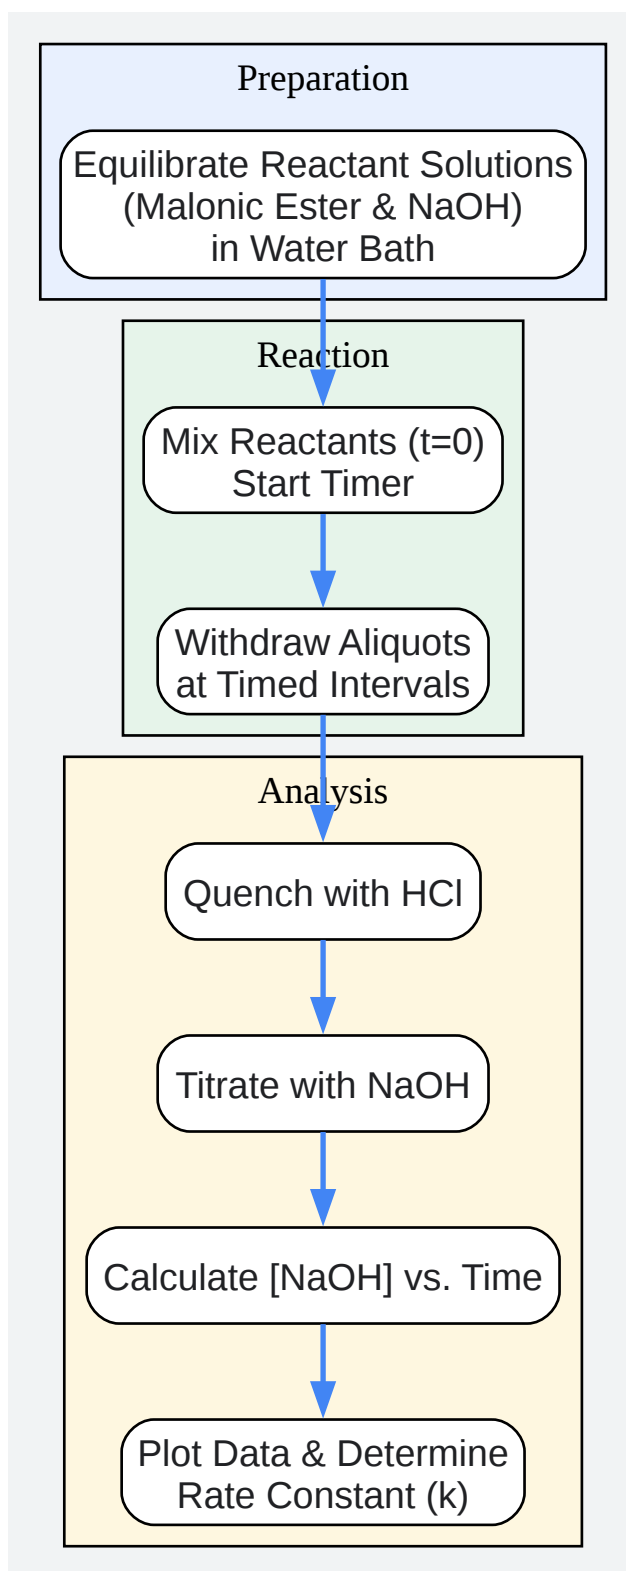 Preparation
Equilibrate Reactant Solutions
(Malonic Ester & NaOH)
in Water Bath
Reaction
Mix Reactants (t=0)
Start Timer
Withdraw Aliquots
at Timed Intervals
Analysis
Quench with HCl
Titrate with NaOH
Calculate [NaOH] vs. Time
Plot Data & Determine
Rate Constant (k)